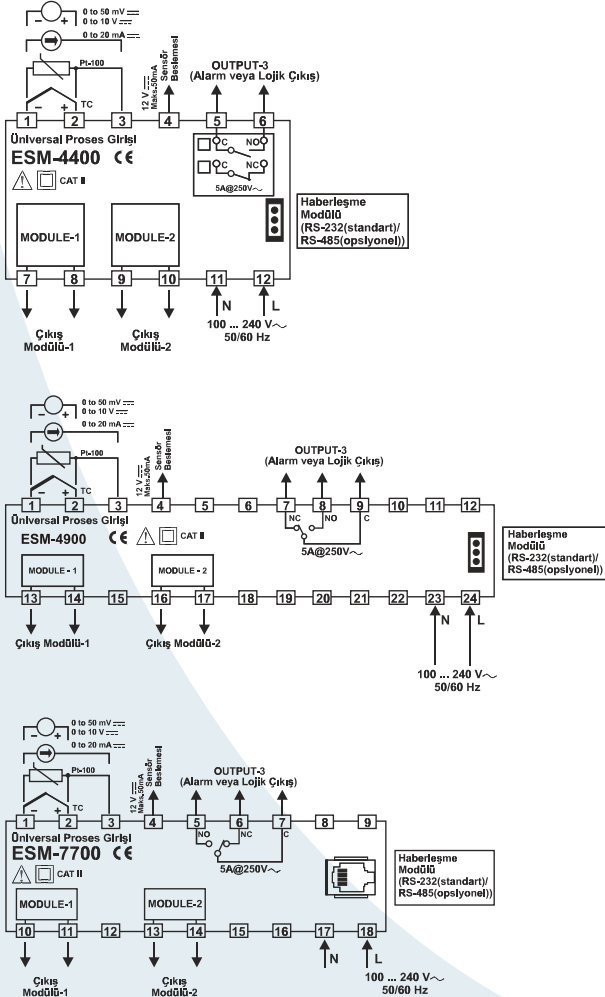 0 to 50 mV
0 to 10 V
0 to 20 mA
Pt-100
− + TC
12 V
Maks.50mA
Sensör
Beslemesi
OUTPUT-3
(Alarm veya Lojik Çıkış)
1 2 3 4 5 6
Üniversal Proses Girişi
ESM-4400 CE
CAT II
C NO
C NC
5A@250V~
Haberleşme
Modülü
(RS-232(standart)/
RS-485(opsiyonel))
MODULE-1 MODULE-2
7 8 9 10 11 12
N L
Çıkış
Modülü-1
Çıkış
Modülü-2
100 ... 240 V~
50/60 Hz
0 to 50 mV
0 to 10 V
0 to 20 mA
Pt-100
− + TC
12 V
Maks.50mA
Sensör
Beslemesi
OUTPUT-3
(Alarm veya Lojik Çıkış)
1 2 3 4 5 6 7 8 9 10 11 12
Üniversal Proses Girişi
ESM-4900 CE CAT II
NC NO C
5A@250V~
Haberleşme
Modülü
(RS-232(standart)/
RS-485(opsiyonel))
MODULE - 1 MODULE - 2
13 14 15 16 17 18 19 20 21 22 23 24
N L
Çıkış Modülü-1 Çıkış Modülü-2
100 ... 240 V~
50/60 Hz
0 to 50 mV
0 to 10 V
0 to 20 mA
Pt-100
− + TC
12 V
Maks.50mA
Sensör
Beslemesi
OUTPUT-3
(Alarm veya Lojik Çıkış)
1 2 3 4 5 6 7 8 9
Üniversal Proses Girişi
ESM-7700 CE
CAT II
NO NC C
5A@250V~
Haberleşme
Modülü
(RS-232(standart)/
RS-485(opsiyonel))
MODULE-1 MODULE-2
10 11 12 13 14 15 16 17 18
N L
Çıkış
Modülü-1
Çıkış
Modülü-2
100 ... 240 V~
50/60 Hz